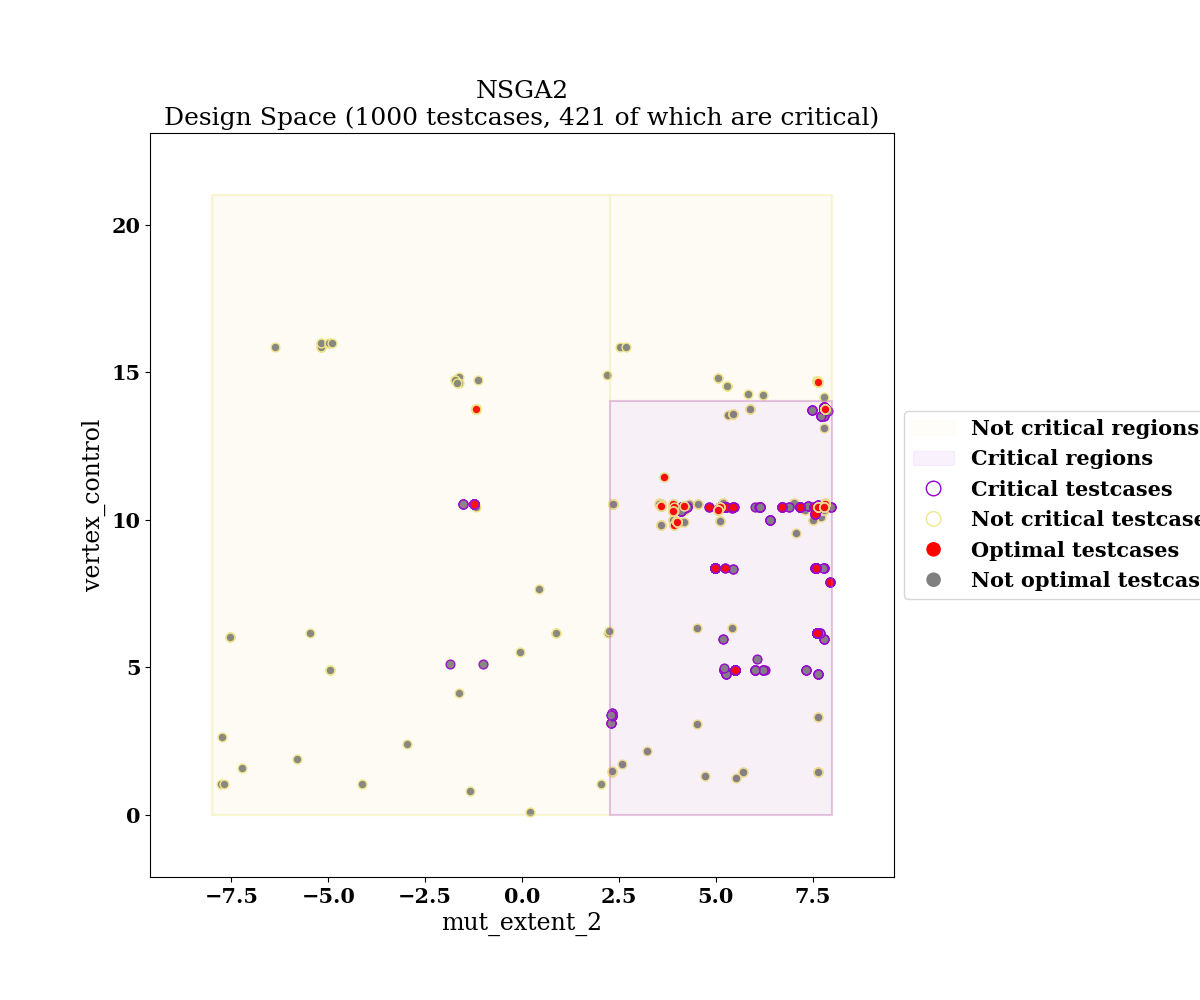 NSGA2
Design Space (1000 testcases, 421 of which are critical)
vertex_control
20
15
10
5
0
−7.5
−5.0
−2.5
0.0
2.5
5.0
7.5
mut_extent_2
Not critical regions
Critical regions
Critical testcases
Not critical testcase
Optimal testcases
Not optimal testcas